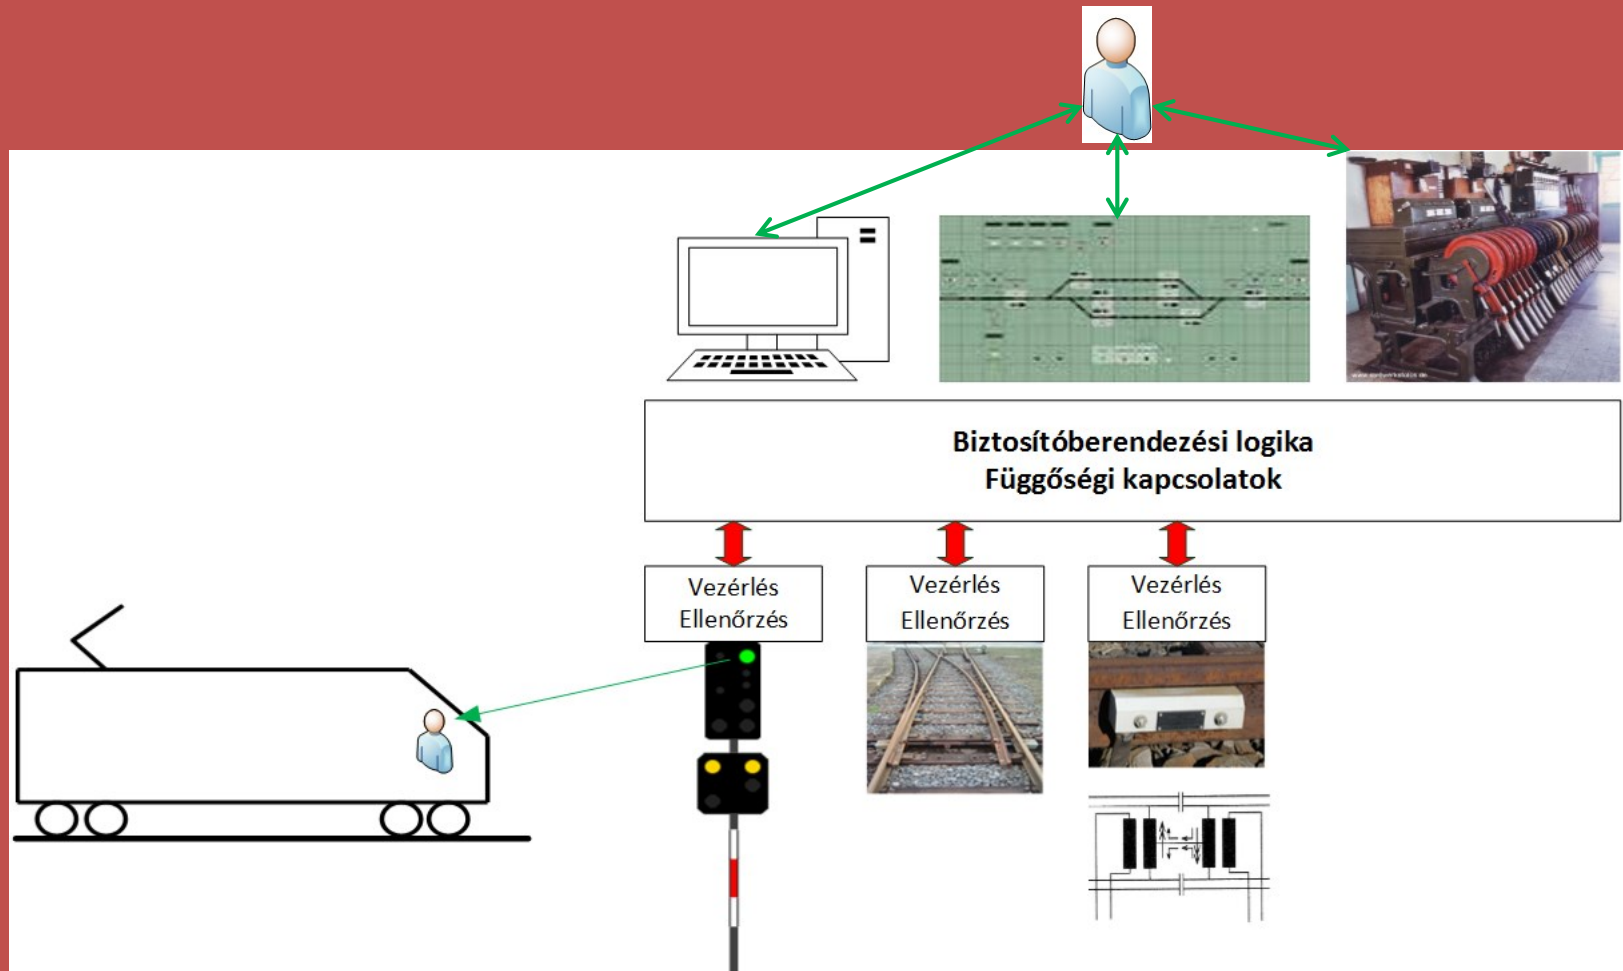 Biztosítóberendezési logika
Függőségi kapcsolatok
Vezérlés
Ellenőrzés
Vezérlés
Ellenőrzés
Vezérlés
Ellenőrzés